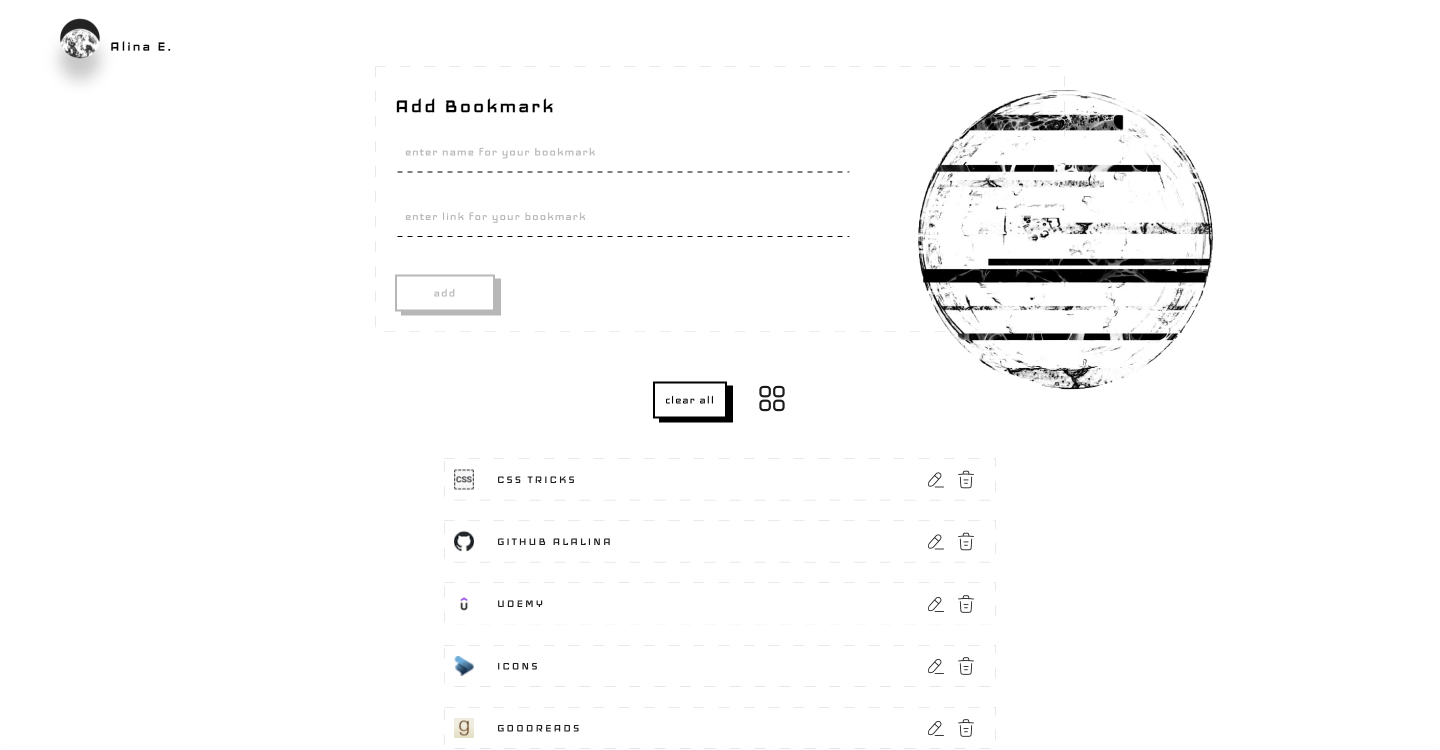 Alina E.
Add Bookmark
enter name for your bookmark
enter link for your bookmark
add
clear all
CSS CSS TRICKS
GITHUB ALALINA
UDEMY
ICONS
g GOODREADS